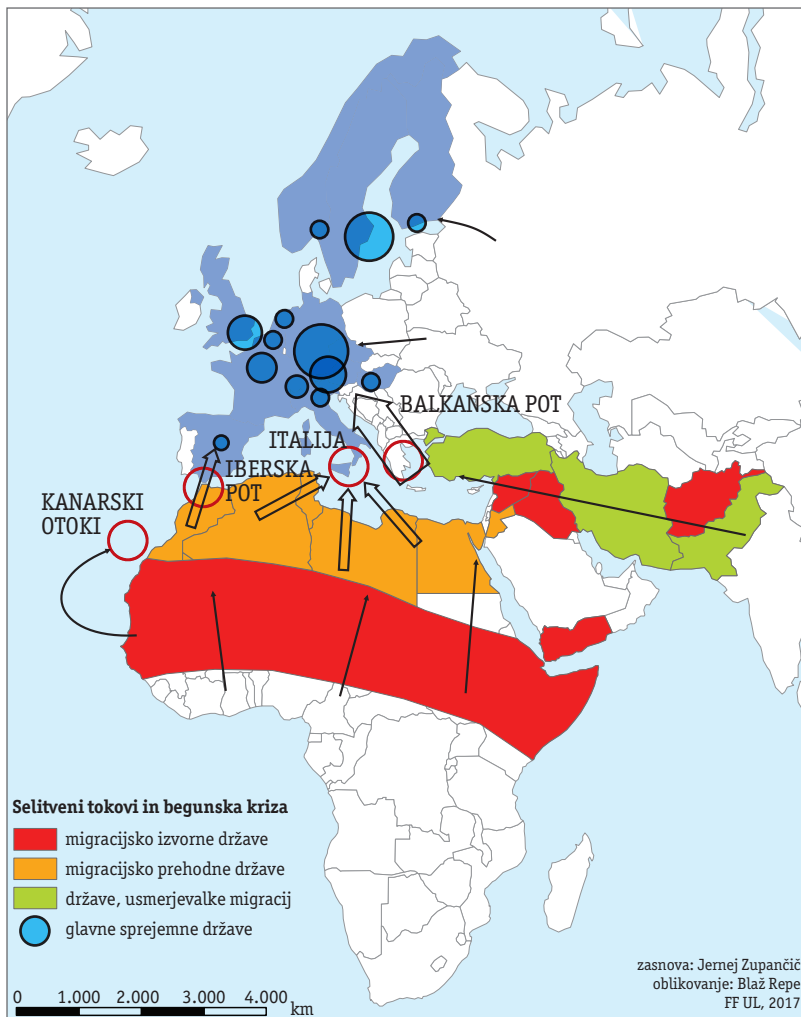 BALKANSKA POT
ITALIJA
IBERSKA
POT
KANARSKI
OTOKI
Selitveni tokovi in begunska kriza
migracijsko izvorne države
migracijsko prehodne države
države, usmerjevalke migracij
glavne sprejemne države
zasnova: Jernej Zupančič
oblikovanje: Blaž Repe
FF UL, 2017
0 1.000 2.000 3.000 4.000 km